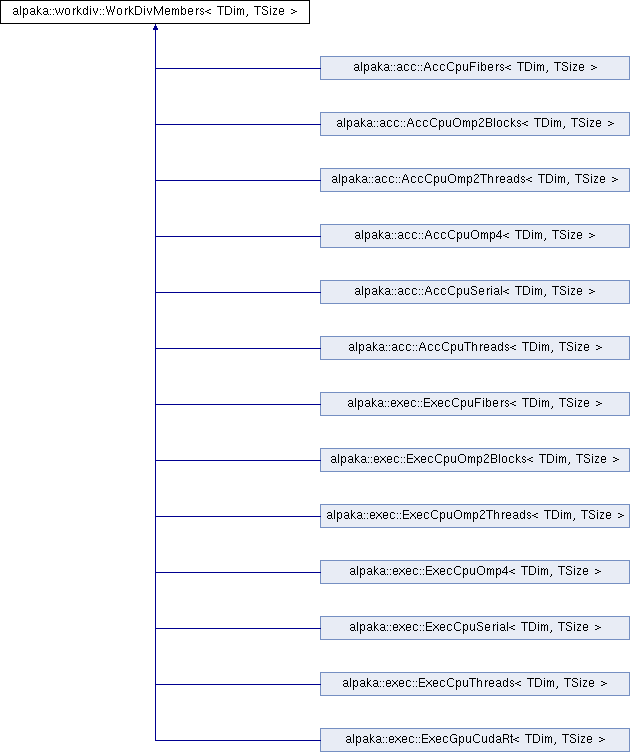 alpaka::workdiv::WorkDivMembers< TDim, TSize >
alpaka::acc::AccCpuFibers< TDim, TSize >
alpaka::acc::AccCpuOmp2Blocks< TDim, TSize >
alpaka::acc::AccCpuOmp2Threads< TDim, TSize >
alpaka::acc::AccCpuOmp4< TDim, TSize >
alpaka::acc::AccCpuSerial< TDim, TSize >
alpaka::acc::AccCpuThreads< TDim, TSize >
alpaka::exec::ExecCpuFibers< TDim, TSize >
alpaka::exec::ExecCpuOmp2Blocks< TDim, TSize >
alpaka::exec::ExecCpuOmp2Threads< TDim, TSize >
alpaka::exec::ExecCpuOmp4< TDim, TSize >
alpaka::exec::ExecCpuSerial< TDim, TSize >
alpaka::exec::ExecCpuThreads< TDim, TSize >
alpaka::exec::ExecGpuCudaRt< TDim, TSize >